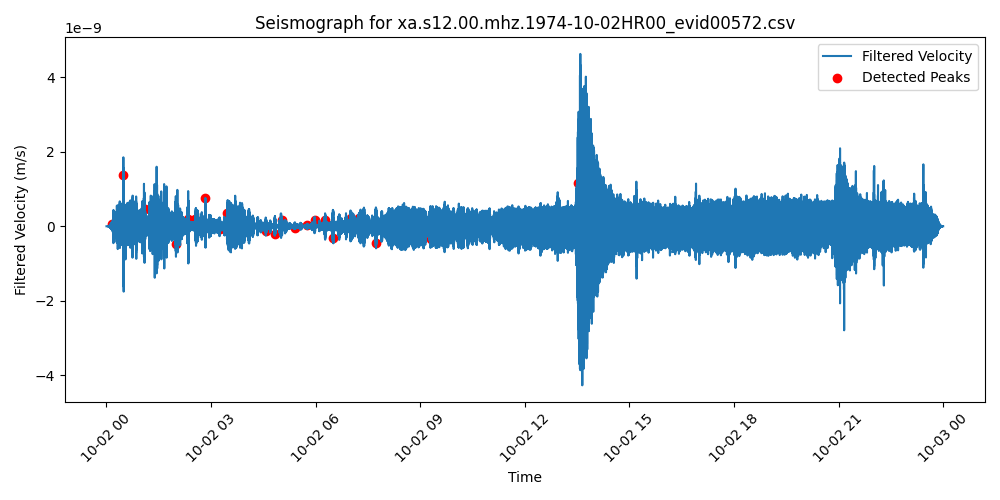 Seismograph for xa.s12.00.mhz.1974-10-02HR00_evid00572.csv
1e−9
Filtered Velocity
Detected Peaks
4
2
0
−2
−4
Filtered Velocity (m/s)
10-02 00
10-02 03
10-02 06
10-02 09
10-02 12
10-02 15
10-02 18
10-02 21
10-03 00
Time